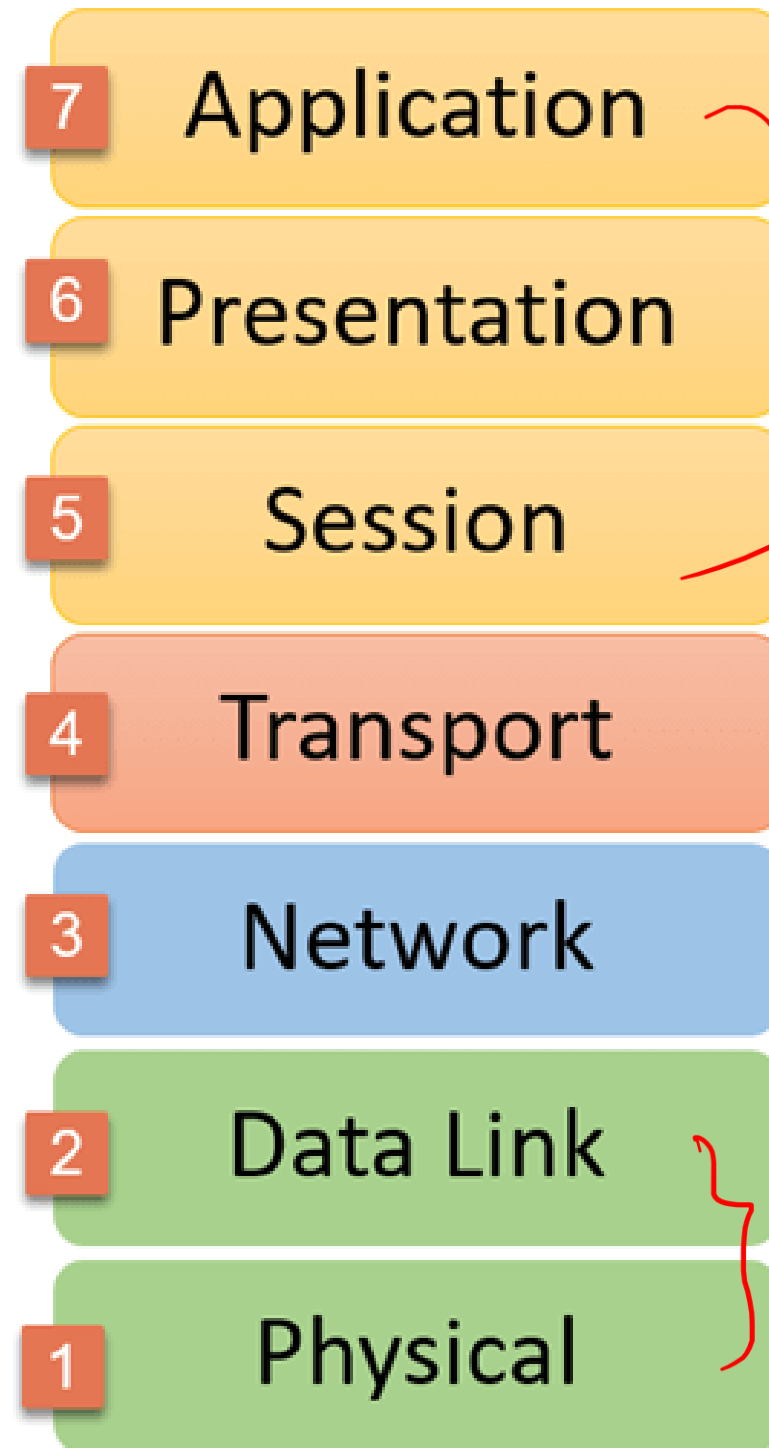 7 Application
6 Presentation
5 Session
4 Transport
3 Network
2 Data Link
1 Physical